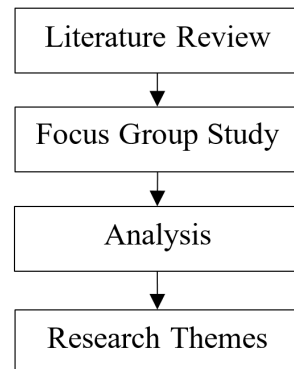 Literature Review
Focus Group Study
Analysis
Research Themes